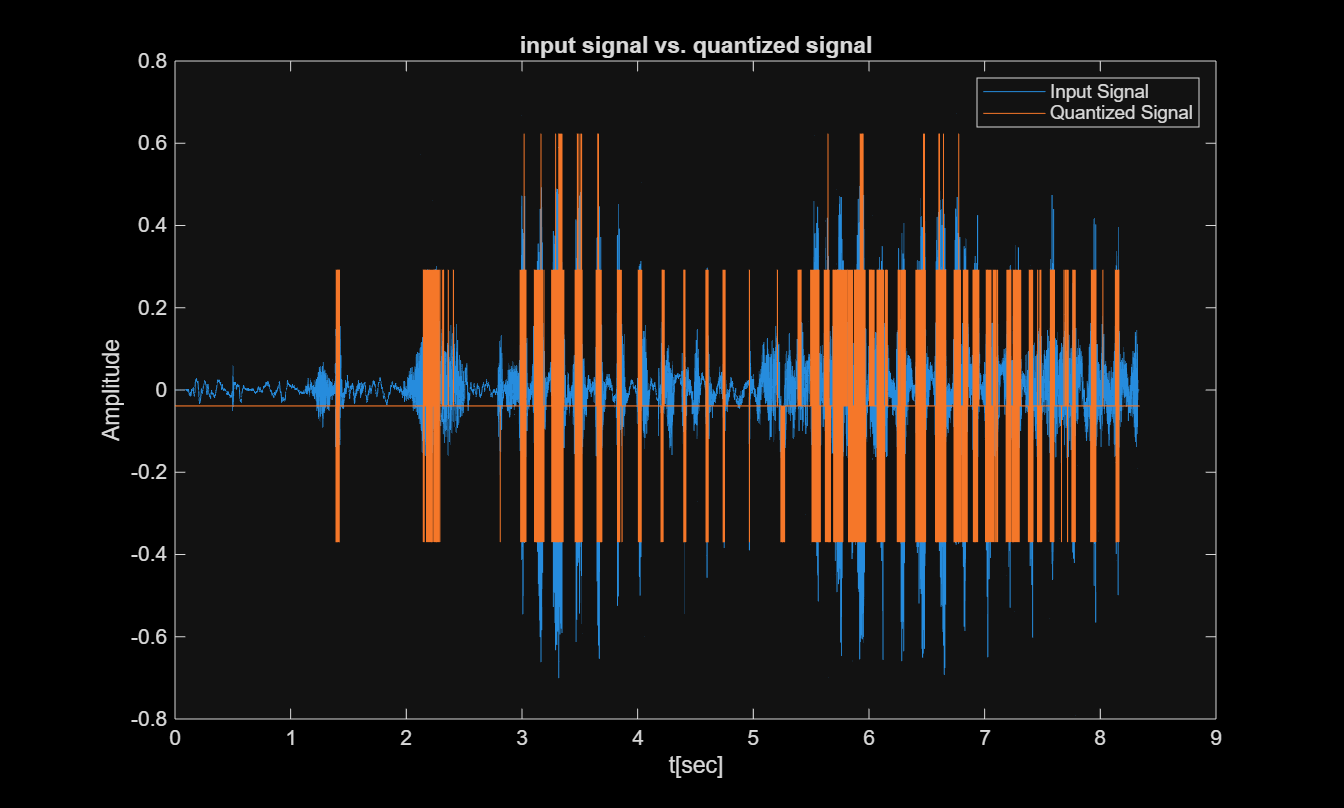 input signal vs. quantized signal
Input Signal
Quantized Signal
0.8
0.6
0.4
0.2
0
-0.2
-0.4
-0.6
-0.8
Amplitude
0 1 2 3 4 5 6 7 8 9
t[sec]